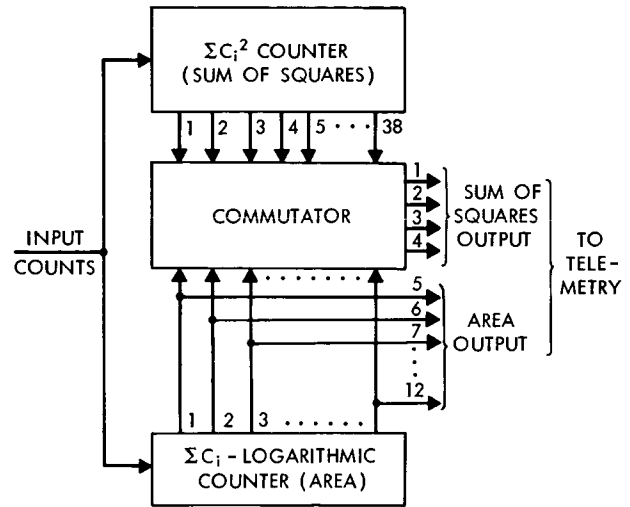 ΣCᵢ² COUNTER
(SUM OF SQUARES)
1 2 3 4 5 · · · 38
COMMUTATOR
1
2
3
4
SUM OF
SQUARES
OUTPUT
INPUT
COUNTS
TO
TELE-
METRY
5
6
7
12
AREA
OUTPUT
1 2 3 · · · · · ·
ΣCᵢ - LOGARITHMIC
COUNTER (AREA)